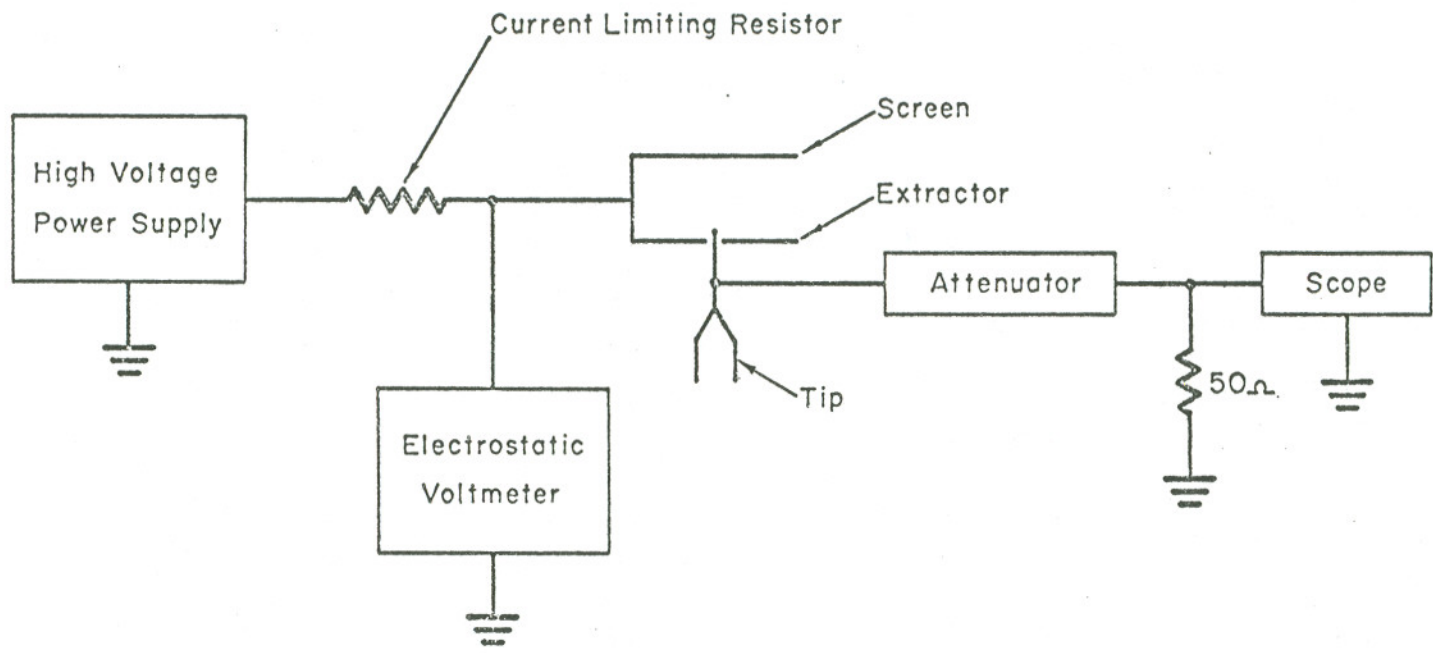 Current Limiting Resistor
Screen
High Voltage
Power Supply
Extractor
Attenuator
Scope
Tip
50Ω
Electrostatic
Voltmeter